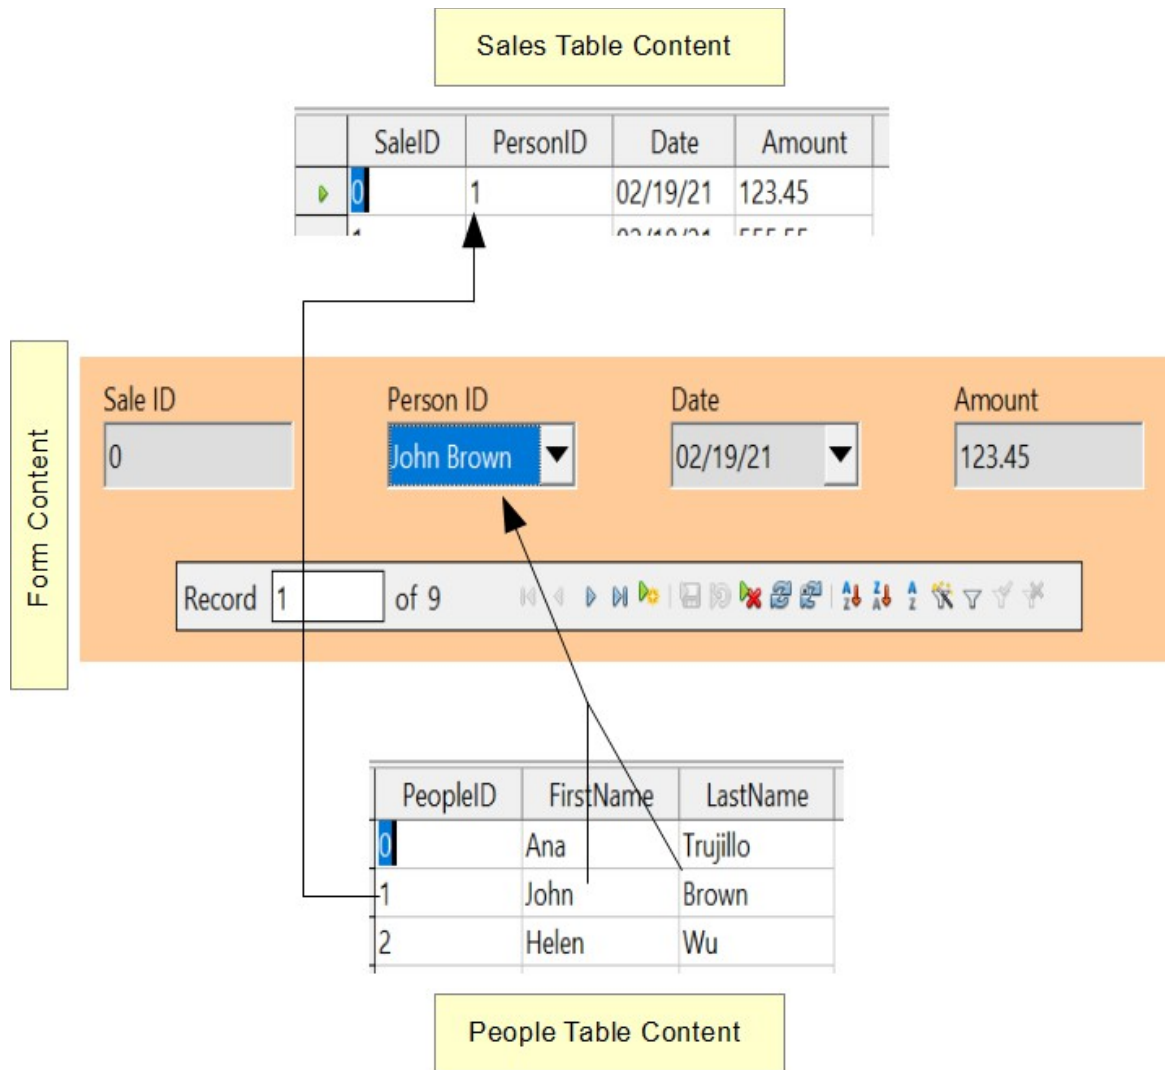 Sales Table Content
SaleID PersonID Date Amount
0 1 02/19/21 123.45
Form Content
Sale ID Person ID Date Amount
0 John Brown 02/19/21 123.45
Record 1 of 9
PeopleID FirstName LastName
0 Ana Trujillo
1 John Brown
2 Helen Wu
People Table Content